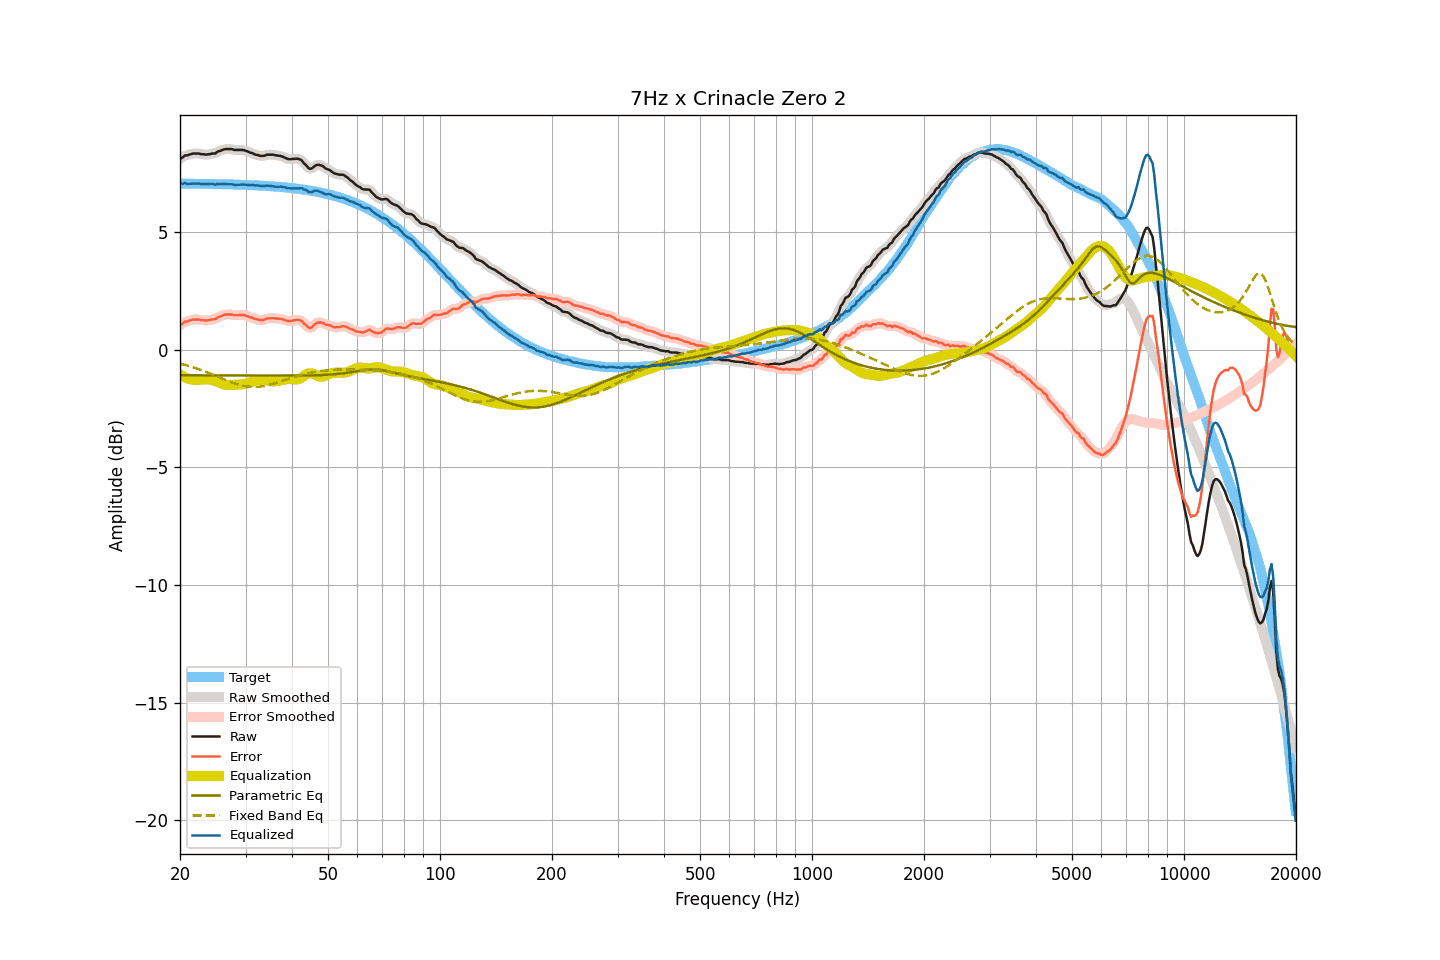 7Hz x Crinacle Zero 2
Amplitude (dBr)
5
0
−5
−10
−15
−20
Target
Raw Smoothed
Error Smoothed
Raw
Error
Equalization
Parametric Eq
Fixed Band Eq
Equalized
20 50 100 200 500 1000 2000 5000 10000 20000
Frequency (Hz)